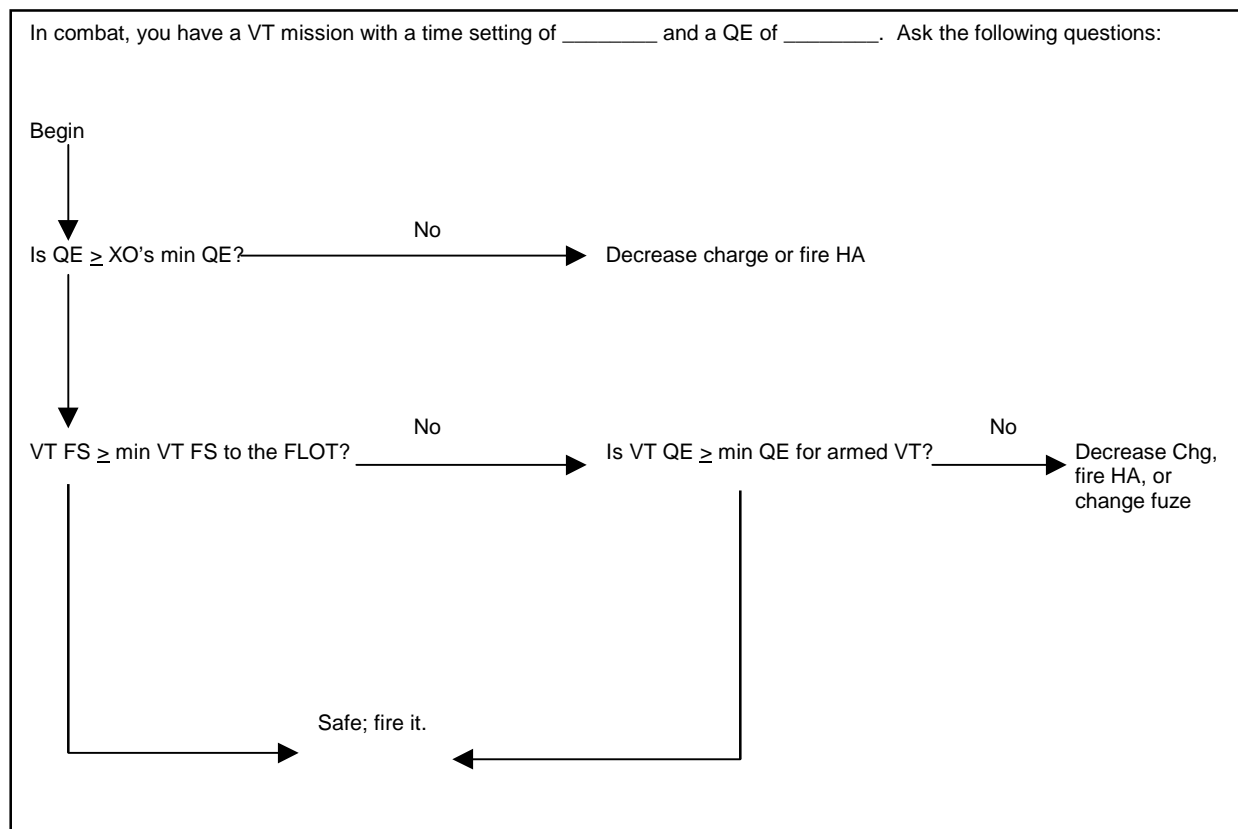 In combat, you have a VT mission with a time setting of ________ and a QE of ________. Ask the following questions:
Begin
No
Is QE ≥ XO's min QE?
Decrease charge or fire HA
No
No
VT FS ≥ min VT FS to the FLOT?
Is VT QE ≥ min QE for armed VT?
Decrease Chg,
fire HA, or
change fuze
Safe; fire it.